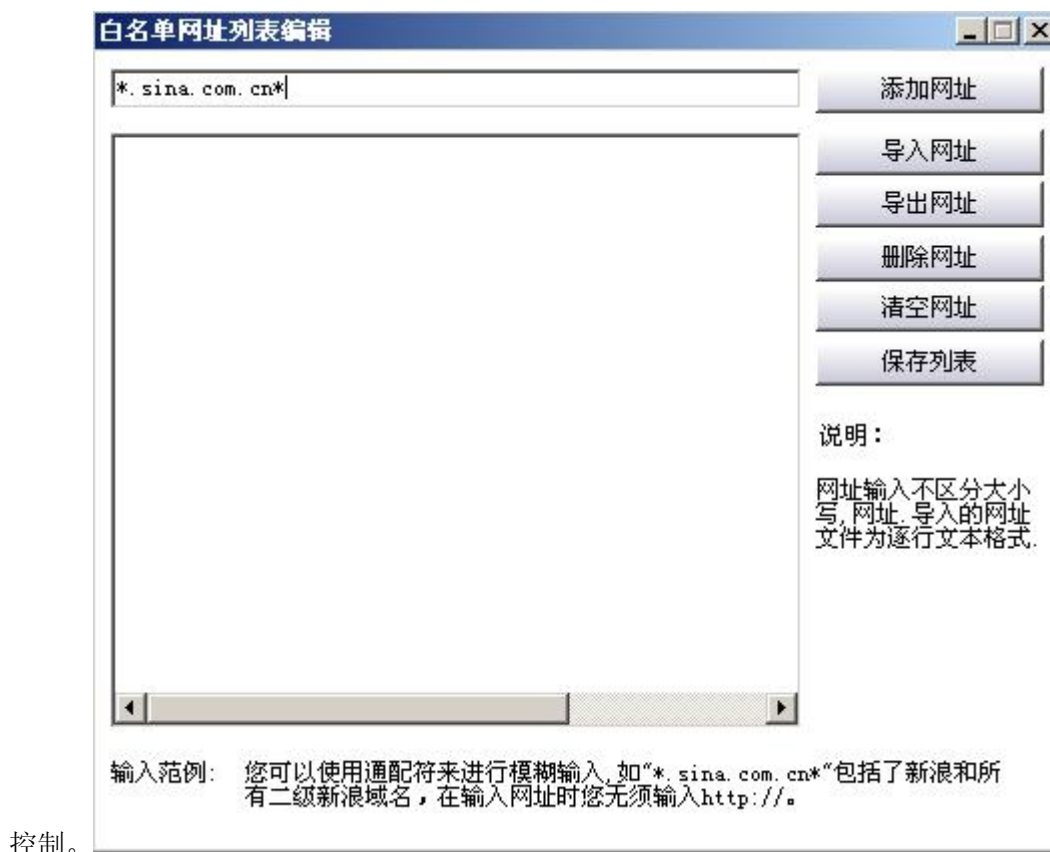 白名单网址列表编辑
*.sina.com.cn*
添加网址
导入网址
导出网址
删除网址
清空网址
保存列表
说明：
网址输入不区分大小
写,网址.导入的网址
文件为逐行文本格式.
输入范例: 您可以使用通配符来进行模糊输入,如"*.sina.com.cn*"包括了新浪和所
有二级新浪域名，在输入网址时您无须输入http://。
控制。